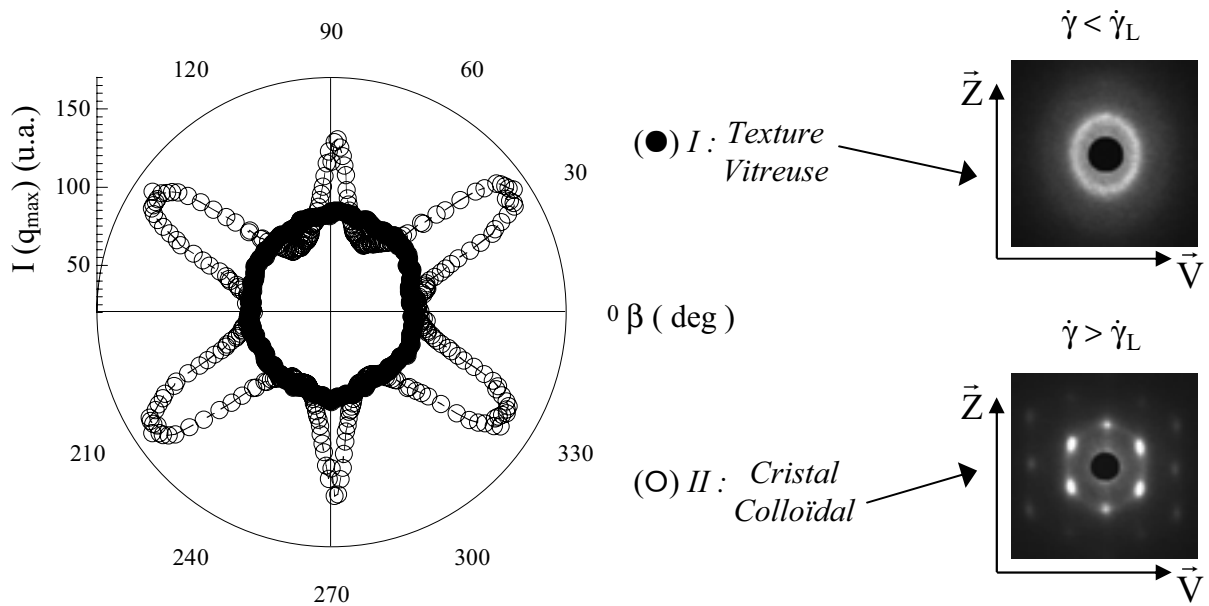 90
120
60
150
I (q_max) (u.a.)
100
30
50
0 β ( deg )
210
330
240
300
270
(●) I : Texture
Vitreuse
(○) II : Cristal
Colloïdal
γ̇ < γ̇_L
Z⃗
V⃗
γ̇ > γ̇_L
Z⃗
V⃗